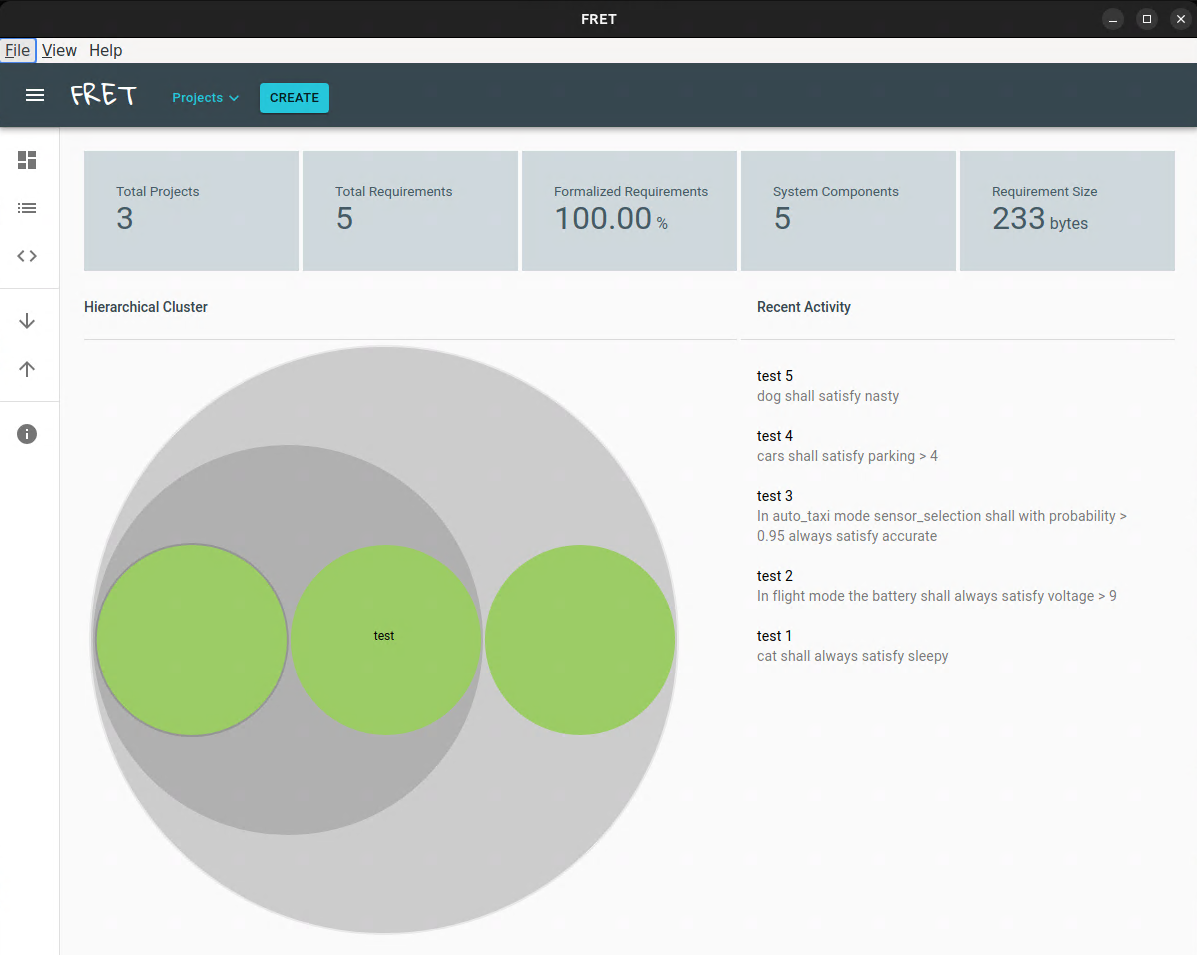 FRET
File View Help
FRET Projects CREATE
Total Projects
3
Total Requirements
5
Formalized Requirements
100.00 %
System Components
5
Requirement Size
233 bytes
Hierarchical Cluster
test
Recent Activity
test 5
dog shall satisfy nasty
test 4
cars shall satisfy parking > 4
test 3
In auto_taxi mode sensor_selection shall with probability >
0.95 always satisfy accurate
test 2
In flight mode the battery shall always satisfy voltage > 9
test 1
cat shall always satisfy sleepy